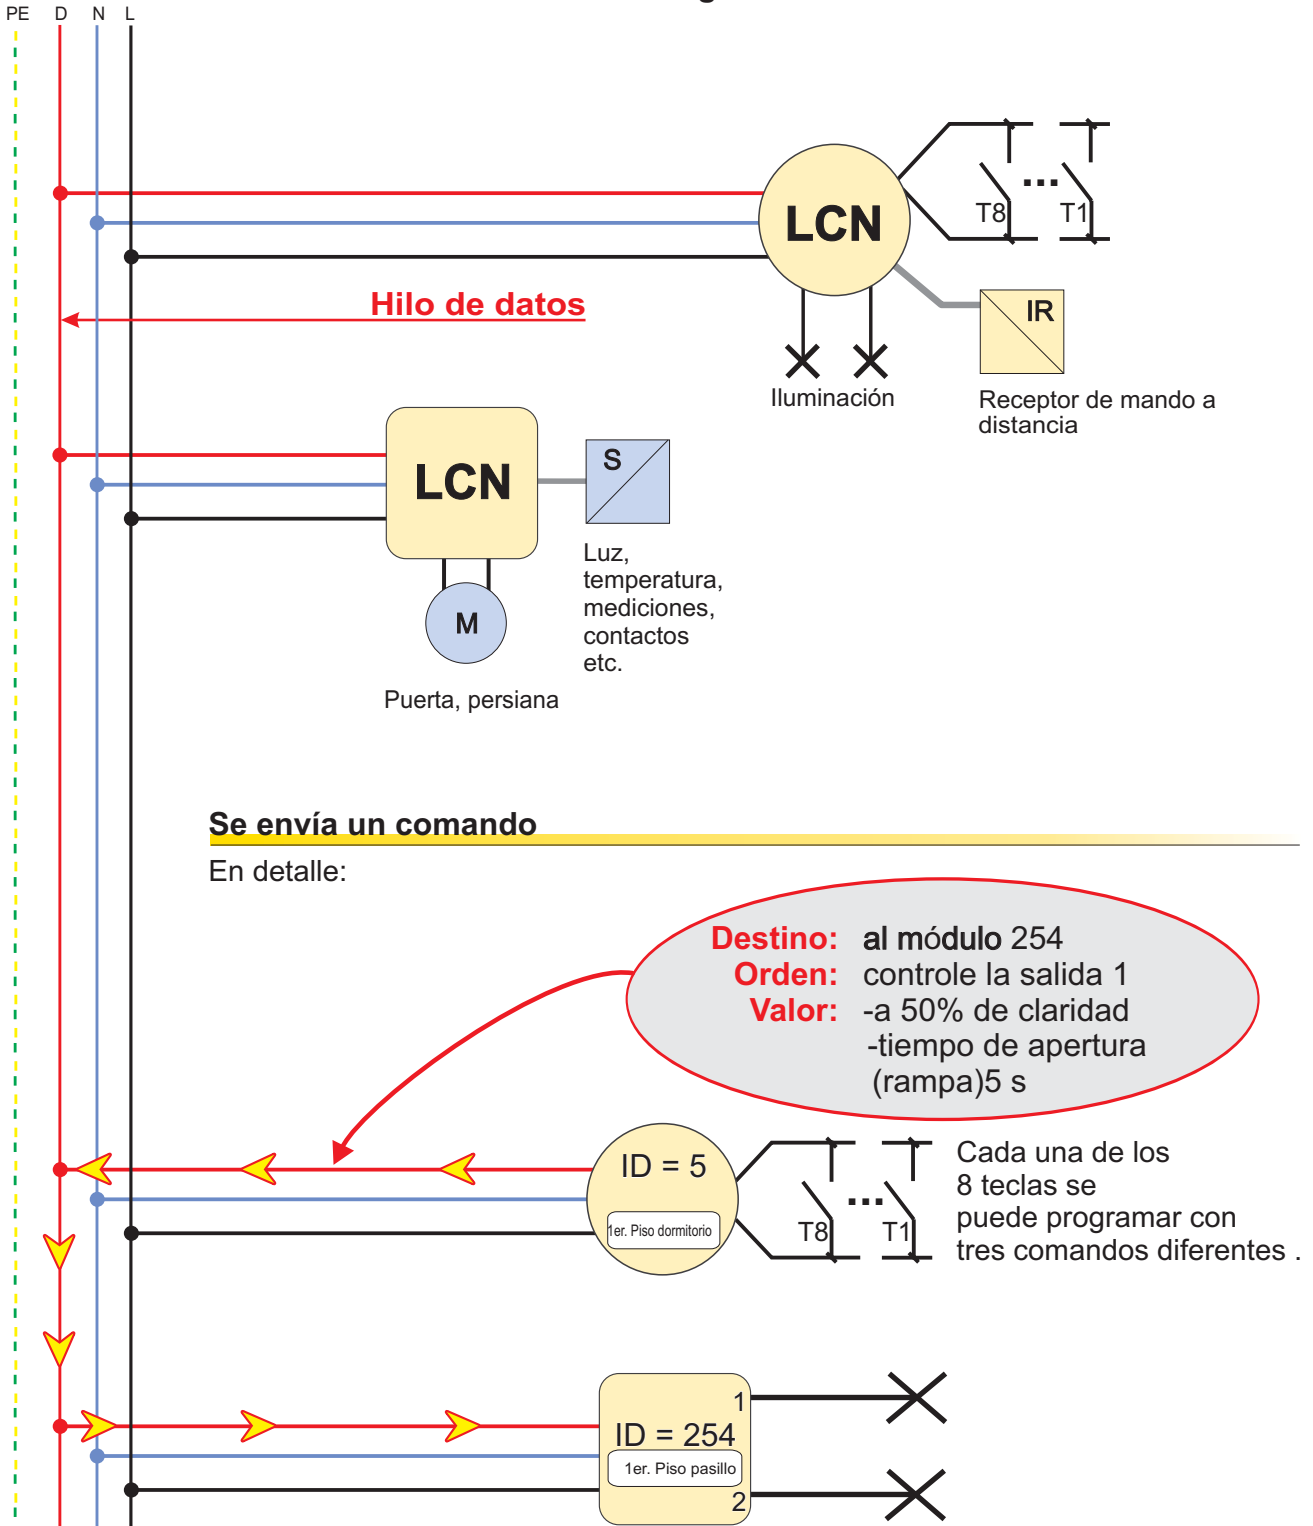 PE D N L
LCN
T8 ... T1
Hilo de datos
IR
Iluminación
Receptor de mando a
distancia
LCN
S
Luz,
temperatura,
mediciones,
contactos
etc.
M
Puerta, persiana
Se envía un comando
En detalle:
Destino: al módulo 254
Orden: controle la salida 1
Valor: -a 50% de claridad
-tiempo de apertura
(rampa)5 s
ID = 5
1er. Piso dormitorio
T8 ... T1
Cada una de los
8 teclas se
puede programar con
tres comandos diferentes .
1
ID = 254
1er. Piso pasillo
2